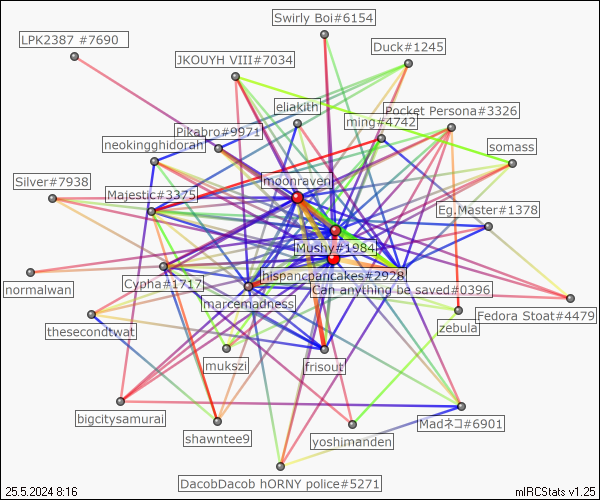 Swirly Boi#6154
LPK2387 #7690
Duck#1245
JKOUYH VIII#7034
eliakith
Pocket Persona#3326
ming#4742
Pikabro#9971
neokingghidorah
somass
moonraven
Silver#7938
Majestic#3375
Eg.Master#1378
Mushy#1984
hispancpancakes#2928
Cypha#1717
Can anything be saved#0396
normalwan
marcemadness
Fedora Stoat#4479
zebula
thesecondtwat
mukszi
frisout
bigcitysamurai
Madネコ#6901
shawntee9
yoshimanden
DacobDacob hORNY police#5271
25.5.2024 8:16
mIRCStats v1.25